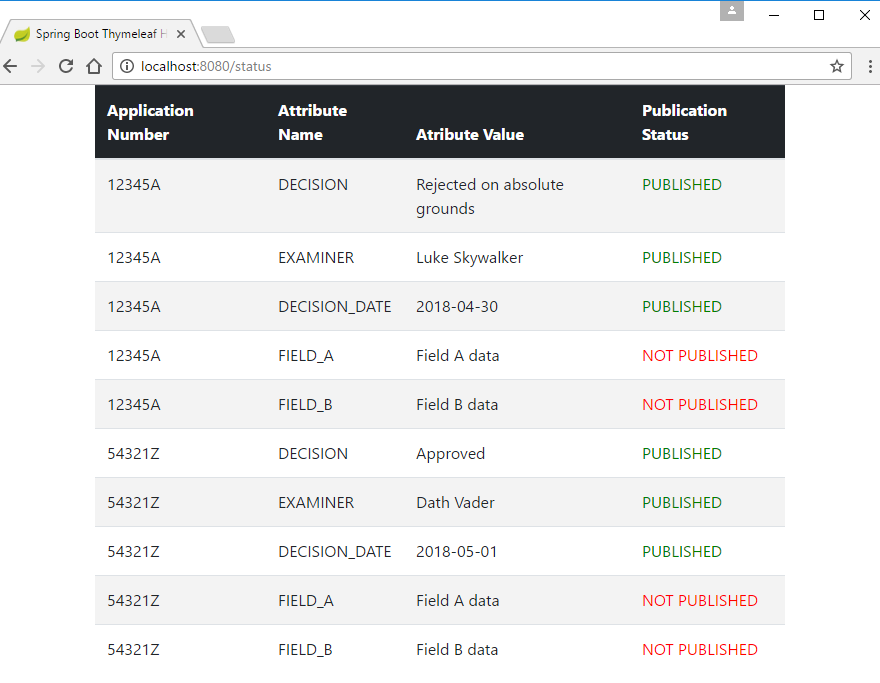 Spring Boot Thymeleaf H
localhost:8080/status
Application Number Attribute Name Atribute Value Publication Status
12345A DECISION Rejected on absolute grounds PUBLISHED
12345A EXAMINER Luke Skywalker PUBLISHED
12345A DECISION_DATE 2018-04-30 PUBLISHED
12345A FIELD_A Field A data NOT PUBLISHED
12345A FIELD_B Field B data NOT PUBLISHED
54321Z DECISION Approved PUBLISHED
54321Z EXAMINER Dath Vader PUBLISHED
54321Z DECISION_DATE 2018-05-01 PUBLISHED
54321Z FIELD_A Field A data NOT PUBLISHED
54321Z FIELD_B Field B data NOT PUBLISHED